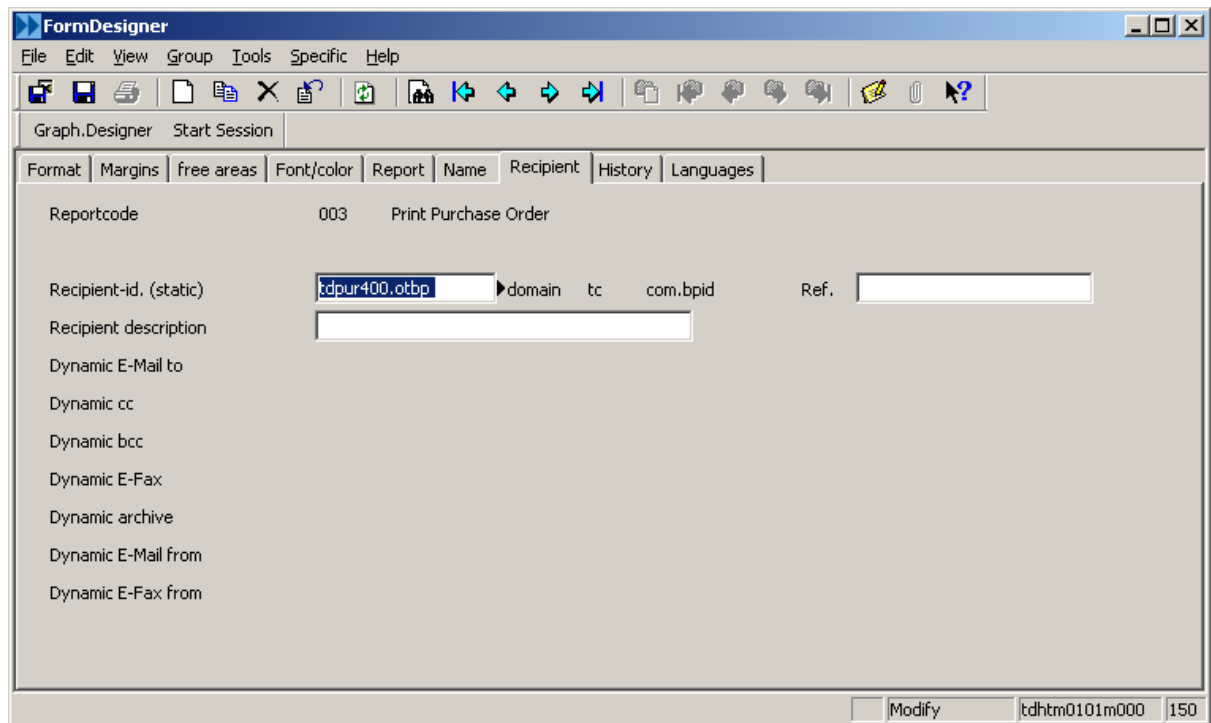 FormDesigner
File Edit View Group Tools Specific Help
Graph.Designer Start Session
Format Margins free areas Font/color Report Name Recipient History Languages
Reportcode 003 Print Purchase Order
Recipient-id. (static) tdpur400.otbp domain tc com.bpid Ref.
Recipient description
Dynamic E-Mail to
Dynamic cc
Dynamic bcc
Dynamic E-Fax
Dynamic archive
Dynamic E-Mail from
Dynamic E-Fax from
Modify tdhtm0101m000 150